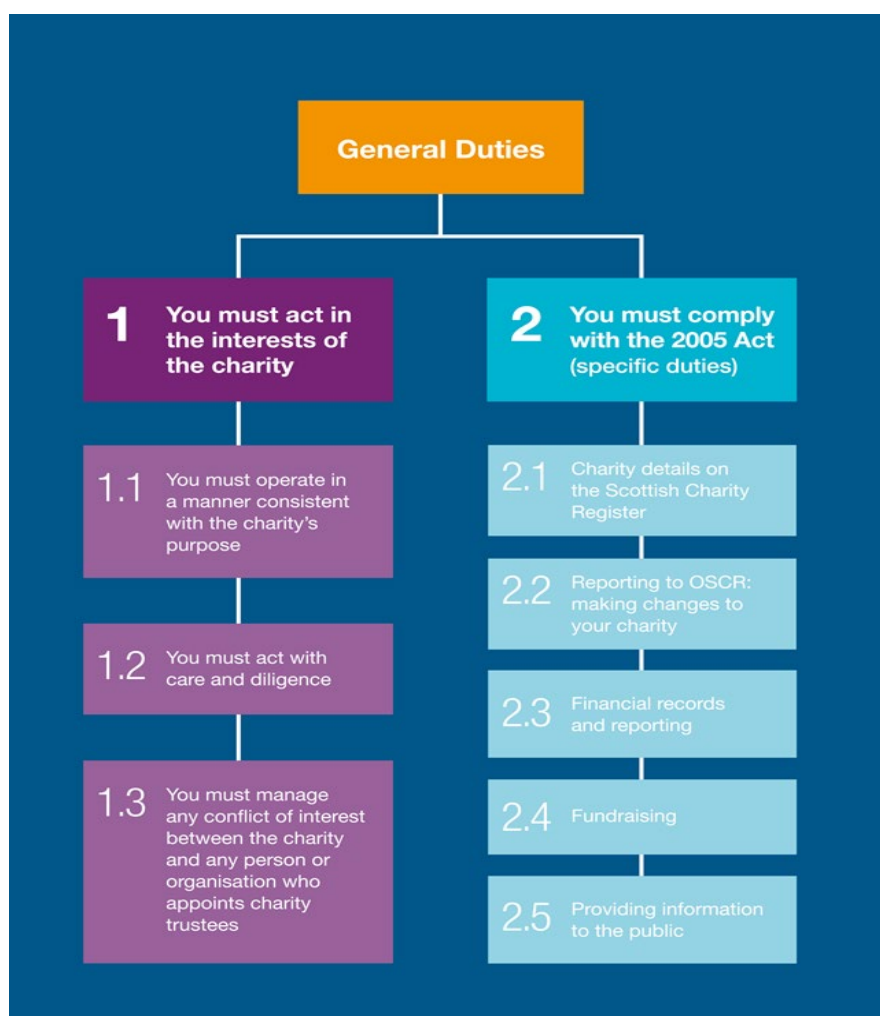 General Duties
1
You must act in
the interests of
the charity
1.1
You must operate in
a manner consistent
with the charity’s
purpose
1.2
You must act with
care and diligence
1.3
You must manage
any conflict of interest
between the charity
and any person or
organisation who
appoints charity
trustees
2
You must comply
with the 2005 Act
(specific duties)
2.1
Charity details on
the Scottish Charity
Register
2.2
Reporting to OSCR:
making changes to
your charity
2.3
Financial records
and reporting
2.4
Fundraising
2.5
Providing information
to the public